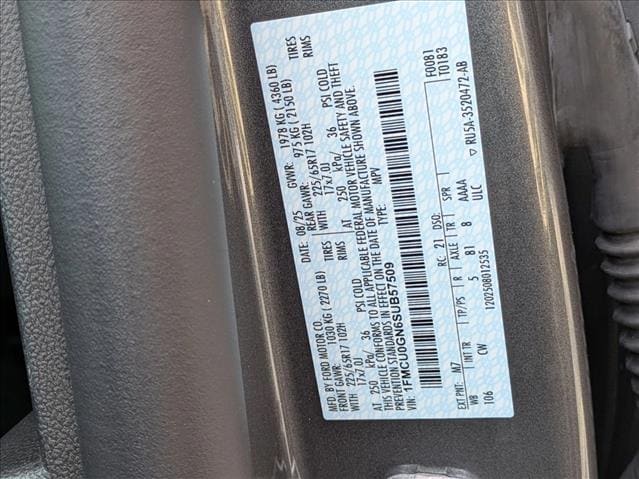 MFD. BY FORD MOTOR CO.
DATE: 08/25 GVWR: 1978 KG ( 4360 LB)
FRONT GAWR: 1030 KG ( 2270 LB) REAR GAWR: 975 KG ( 2150 LB)
WITH 225/65R17 102H TIRES 225/65R17 102H TIRES
17x7.0J RIMS 17x7.0J RIMS
AT 250 kPa/ 36 PSI COLD AT 250 kPa/ 36 PSI COLD
THIS VEHICLE CONFORMS TO ALL APPLICABLE FEDERAL MOTOR VEHICLE SAFETY AND THEFT
PREVENTION STANDARDS IN EFFECT ON THE DATE OF MANUFACTURE SHOWN ABOVE.
VIN: 1FMCU0GN6SUB57509 TYPE: MPV
F0081
T0183
EXT PNT: M7 RC: 21 DSO:
WB INT TR TP/PS R AXLE TR SPR
106 CW 5 81 8 AAAA
1202508012535 ULC
▽ RU5A-3520472-AB